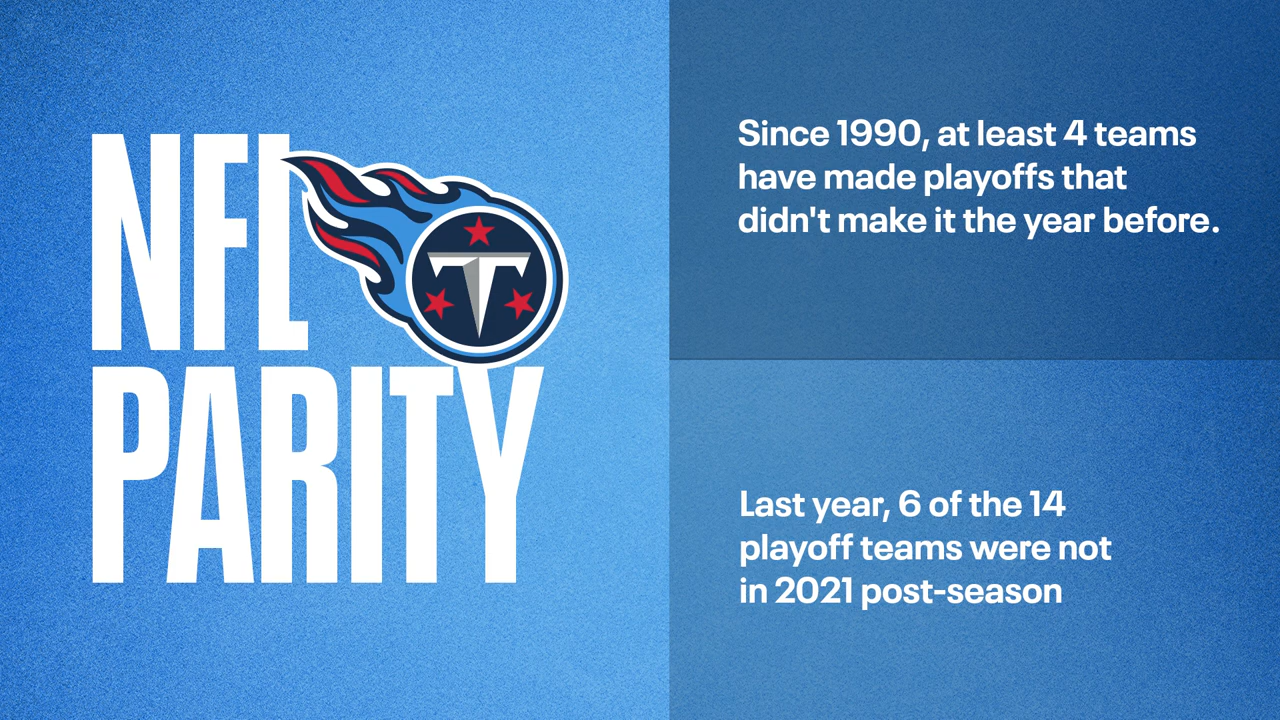 NFL
PARITY
Since 1990, at least 4 teams
have made playoffs that
didn't make it the year before.
Last year, 6 of the 14
playoff teams were not
in 2021 post-season